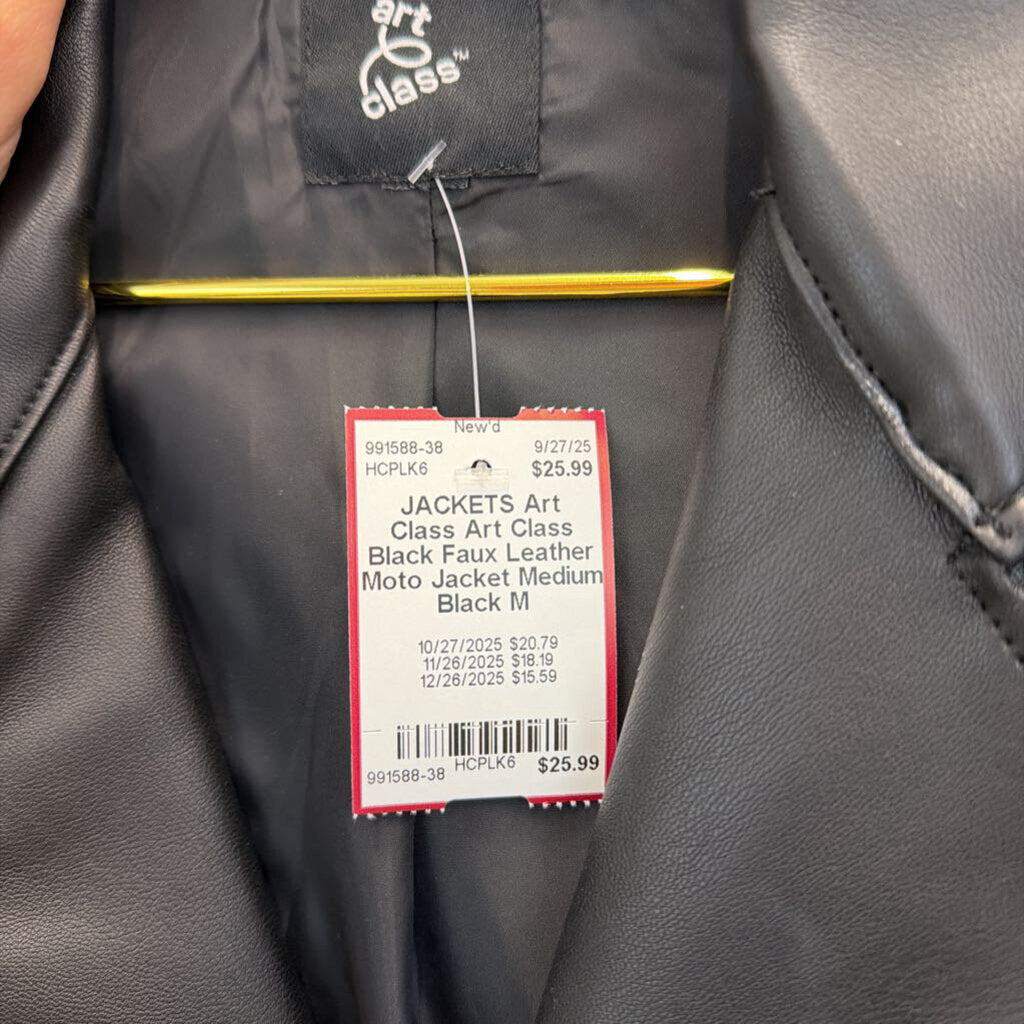 art
class™
New'd
991588-38 9/27/25
HCPLK6 $25.99
JACKETS Art
Class Art Class
Black Faux Leather
Moto Jacket Medium
Black M
10/27/2025 $20.79
11/26/2025 $18.19
12/26/2025 $15.59
991588-38 HCPLK6 $25.99